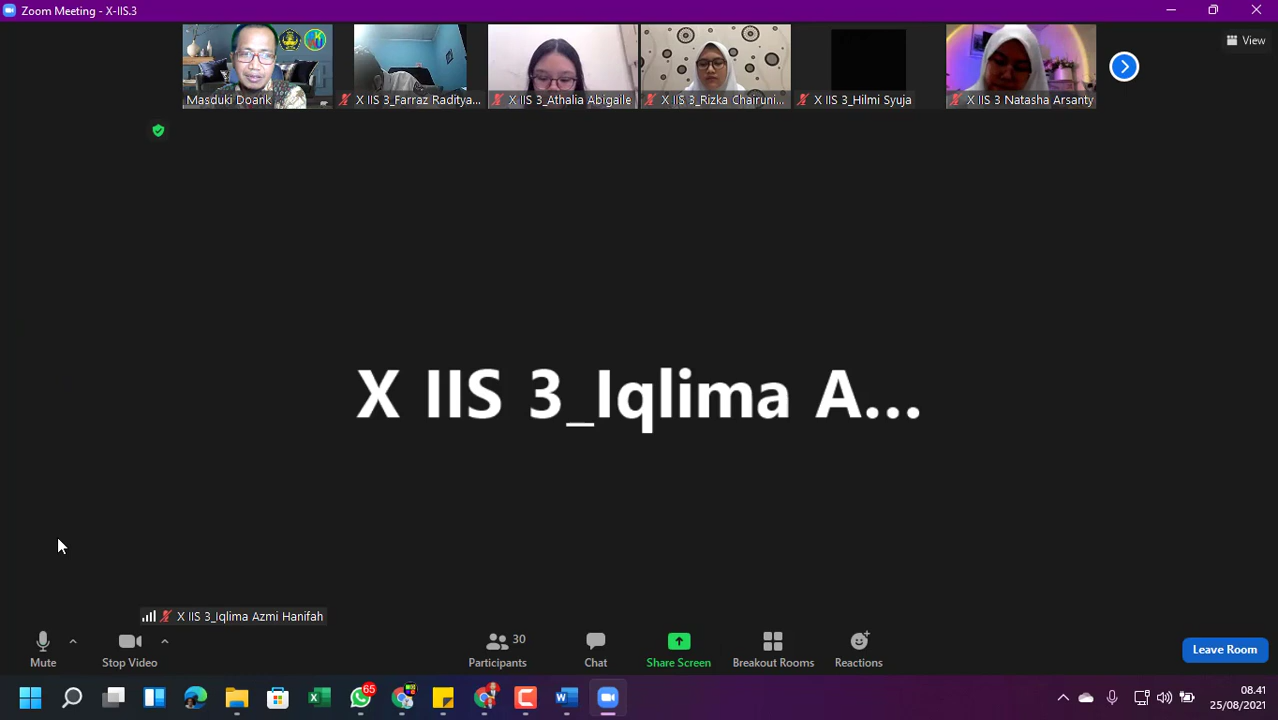 Zoom Meeting - X-IIS.3
View
Masduki Doank
X IIS 3_Farraz Raditya...
X IIS 3_Athalia Abigaile
X IIS 3_Rizka Chairuni...
X IIS 3_Hilmi Syuja
X IIS 3 Natasha Arsanty
X IIS 3_Iqlima A...
X IIS 3_Iqlima Azmi Hanifah
Mute
Stop Video
30
Participants
Chat
Share Screen
Breakout Rooms
Reactions
Leave Room
65
08.41
25/08/2021